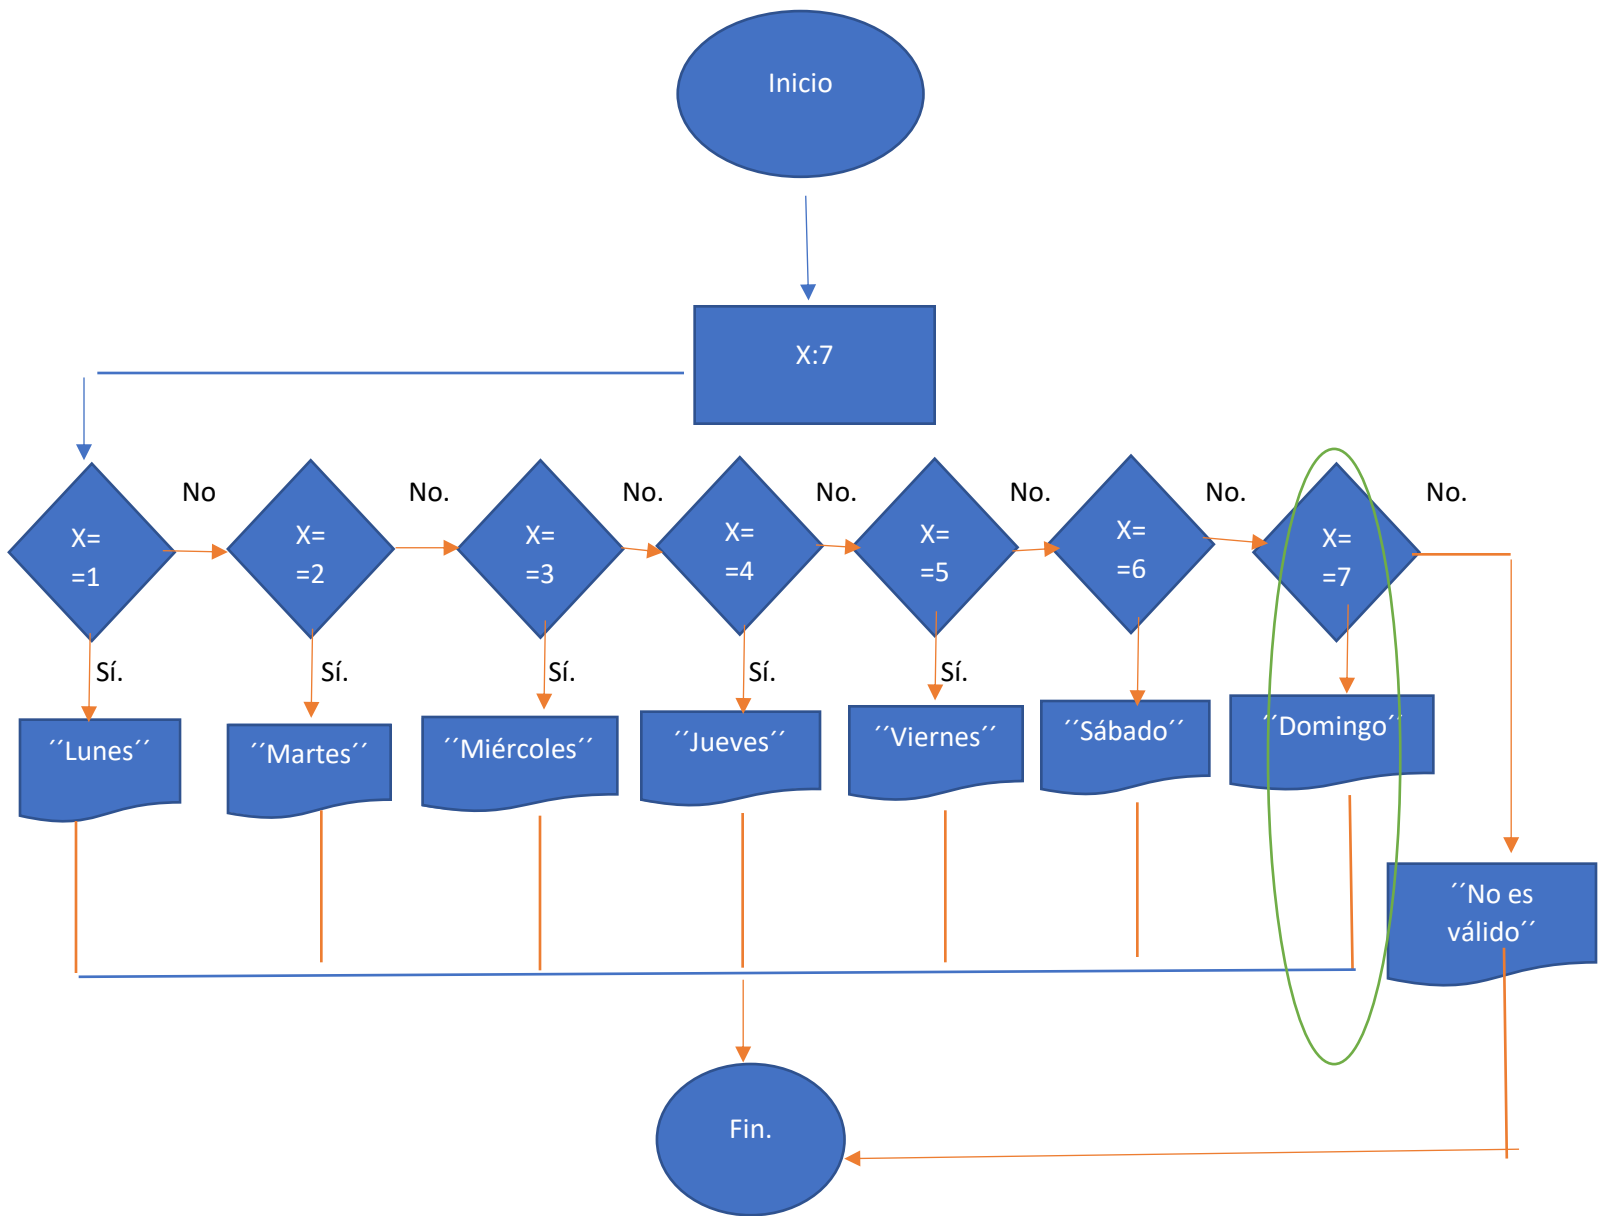 Inicio
X:7
No
No.
No.
No.
No.
No.
No.
X=
=1
X=
=2
X=
=3
X=
=4
X=
=5
X=
=6
X=
=7
Sí.
Sí.
Sí.
Sí.
Sí.
´´Lunes´´
´´Martes´´
´´Miércoles´´
´´Jueves´´
´´Viernes´´
´´Sábado´´
´´Domingo´´
´´No es
válido´´
Fin.